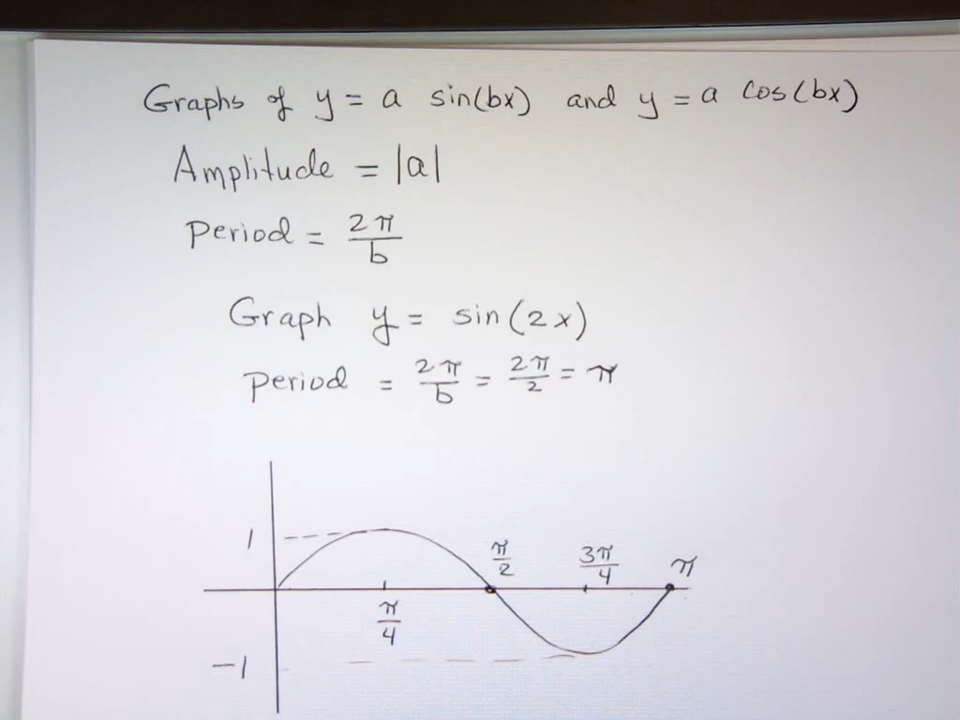 Graphs of y = a sin(bx) and y = a cos(bx)
Amplitude = |a|
Period = 2π/b
Graph y = sin(2x)
Period = 2π/b = 2π/2 = π
1
π/2
3π/4
π
π/4
-1